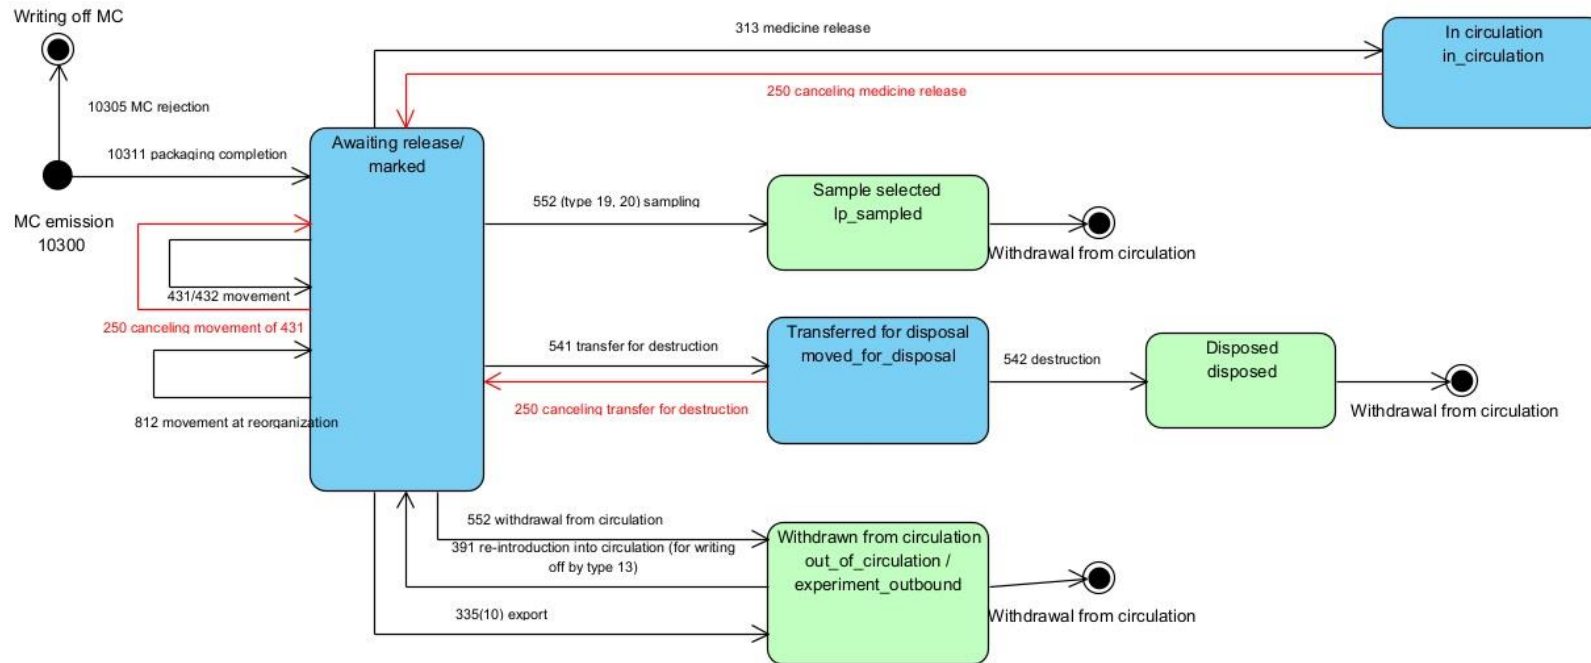 Writing off MC
313 medicine release
In circulation
in_circulation
250 canceling medicine release
10305 MC rejection
10311 packaging completion
Awaiting release/
marked
Sample selected
lp_sampled
552 (type 19, 20) sampling
MC emission
10300
Withdrawal from circulation
431/432 movement
250 canceling movement of 431
Transferred for disposal
moved_for_disposal
541 transfer for destruction
542 destruction
Disposed
disposed
250 canceling transfer for destruction
Withdrawal from circulation
812 movement at reorganization
552 withdrawal from circulation
391 re-introduction into circulation (for writing
off by type 13)
Withdrawn from circulation
out_of_circulation /
experiment_outbound
335(10) export
Withdrawal from circulation